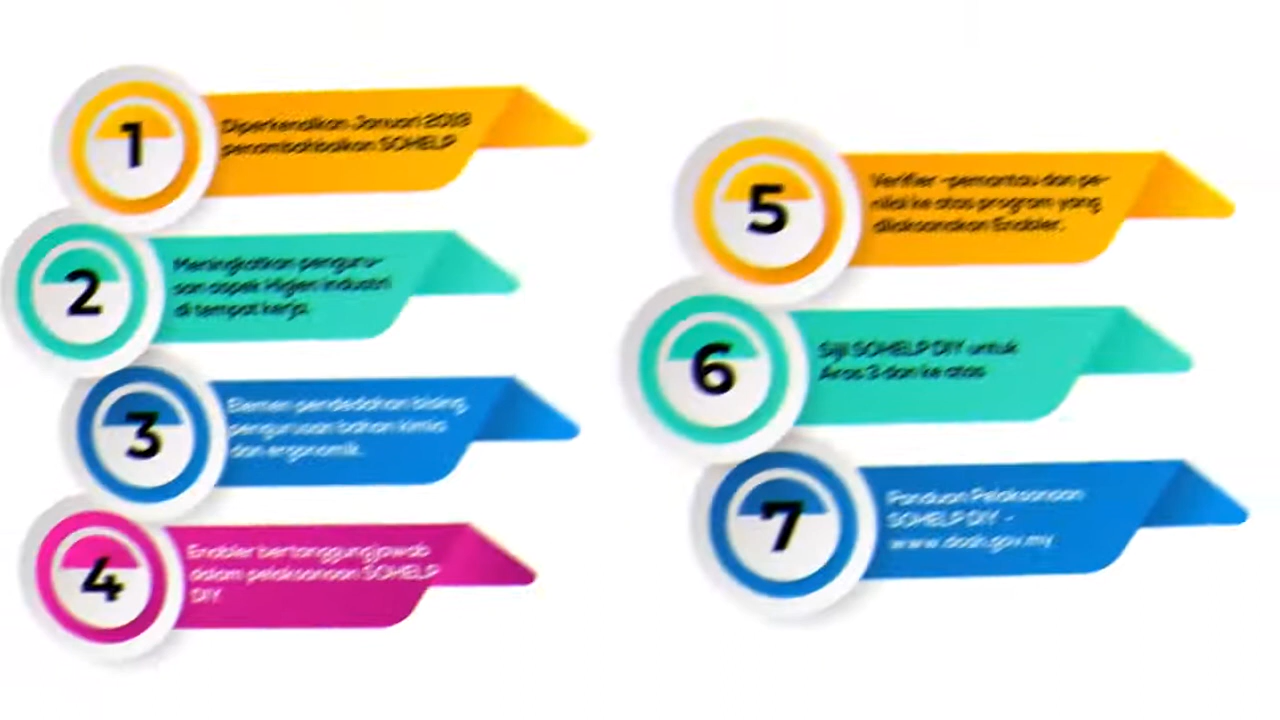 1
Diperkenalkan Januari 2019
penambahbaikan SOHELP
2
Meningkatkan penguru-
san aspek Higien Industri
di tempat kerja.
3
Elemen pendedahan bising,
pengurusan bahan kimia
dan ergonomik.
4
Enabler bertanggungjawab
dalam pelaksanaan SOHELP
DIY
5
Verifier -pemantau dan pe-
nilai ke atas program yang
dilaksanakan Enabler.
6
Sijil SOHELP DIY untuk
Aras 3 dan ke atas
7
Panduan Pelaksanaan
SOHELP DIY -
www.dosh.gov.my